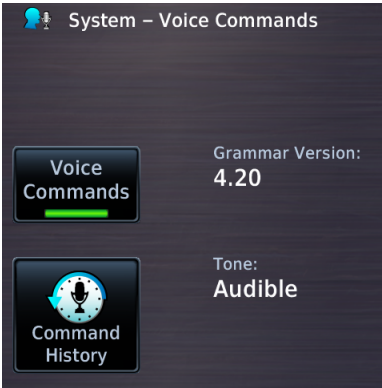 System – Voice Commands
Voice
Commands
Grammar Version:
4.20
Command
History
Tone:
Audible